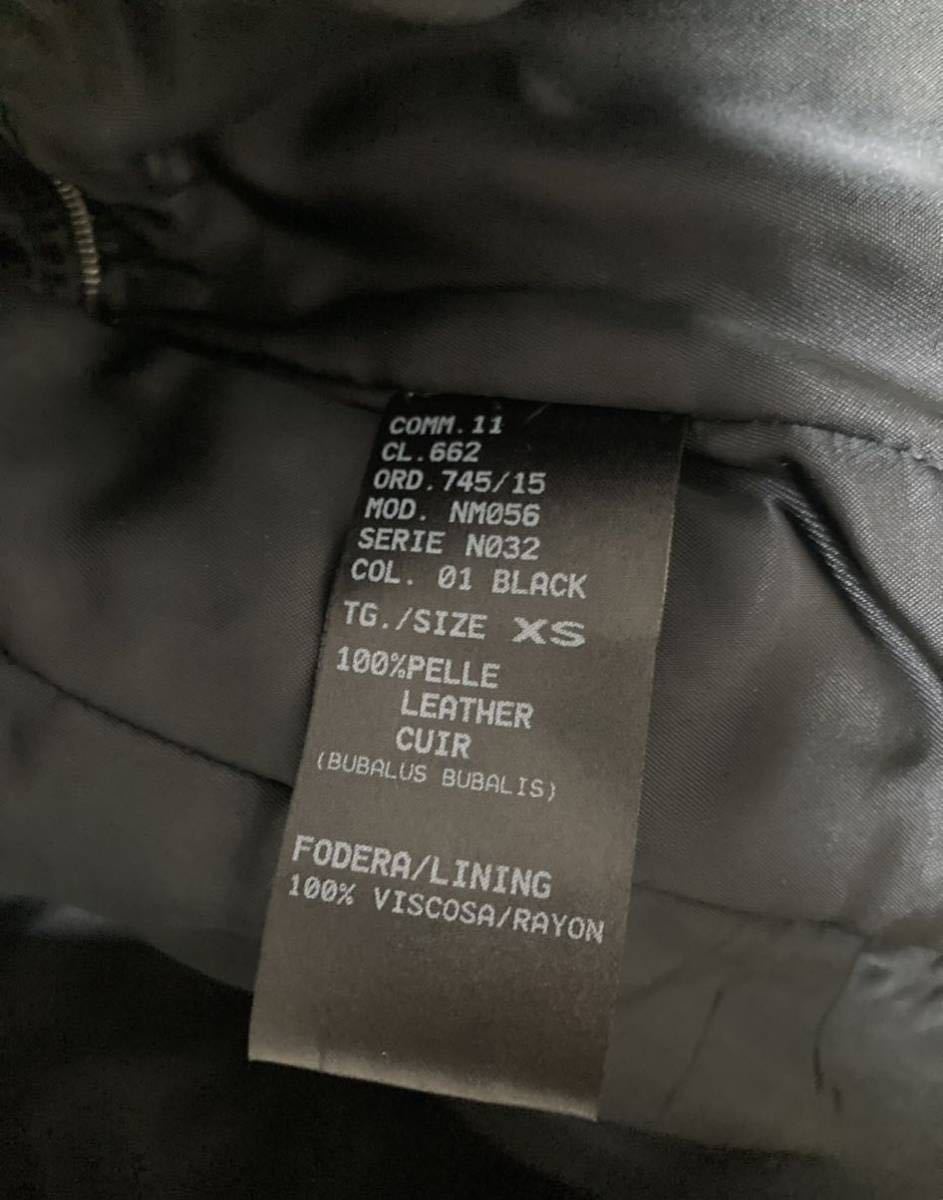 COMM.11
CL.662
ORD.745/15
MOD. NM056
SERIE N032
COL. 01 BLACK
TG./SIZE XS
100%PELLE
LEATHER
CUIR
(BUBALUS BUBALIS)
FODERA/LINING
100% VISCOSA/RAYON